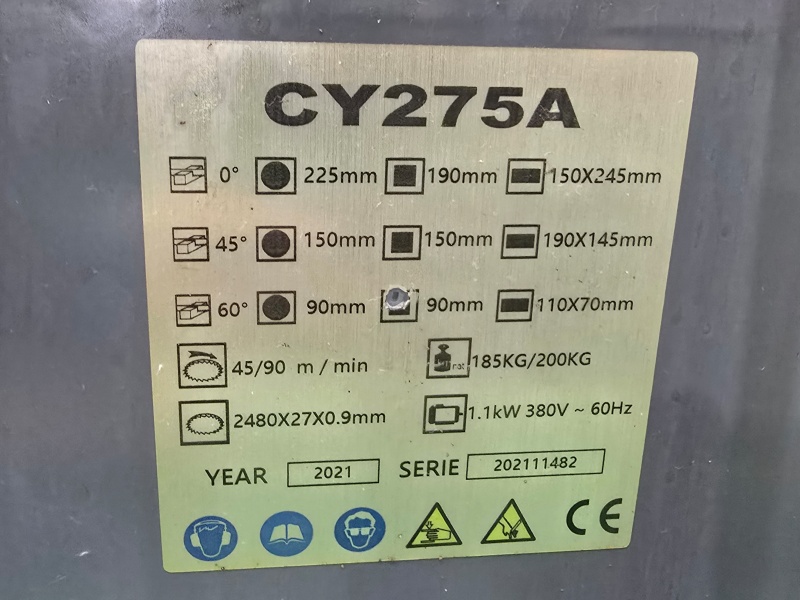 CY275A
0° 225mm 190mm 150X245mm
45° 150mm 150mm 190X145mm
60° 90mm 90mm 110X70mm
45/90 m / min 185KG/200KG
2480X27X0.9mm 1.1kW 380V ~ 60Hz
YEAR 2021 SERIE 202111482
CE